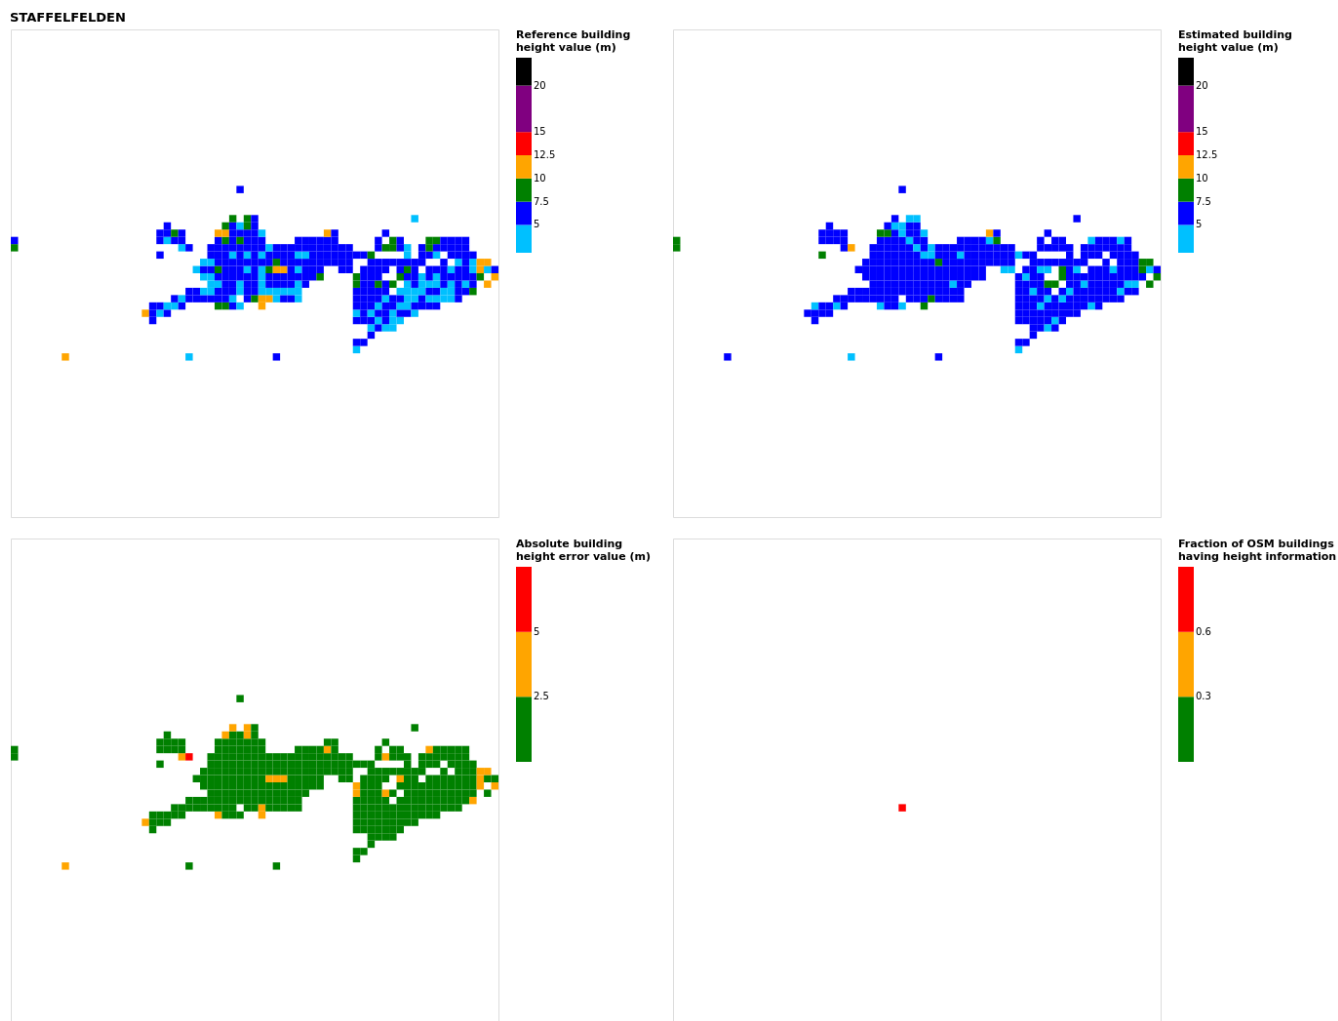 STAFFELFELDEN
Reference building
height value (m)
20
15
12.5
10
7.5
5
Estimated building
height value (m)
20
15
12.5
10
7.5
5
Absolute building
height error value (m)
5
2.5
Fraction of OSM buildings
having height information
0.6
0.3